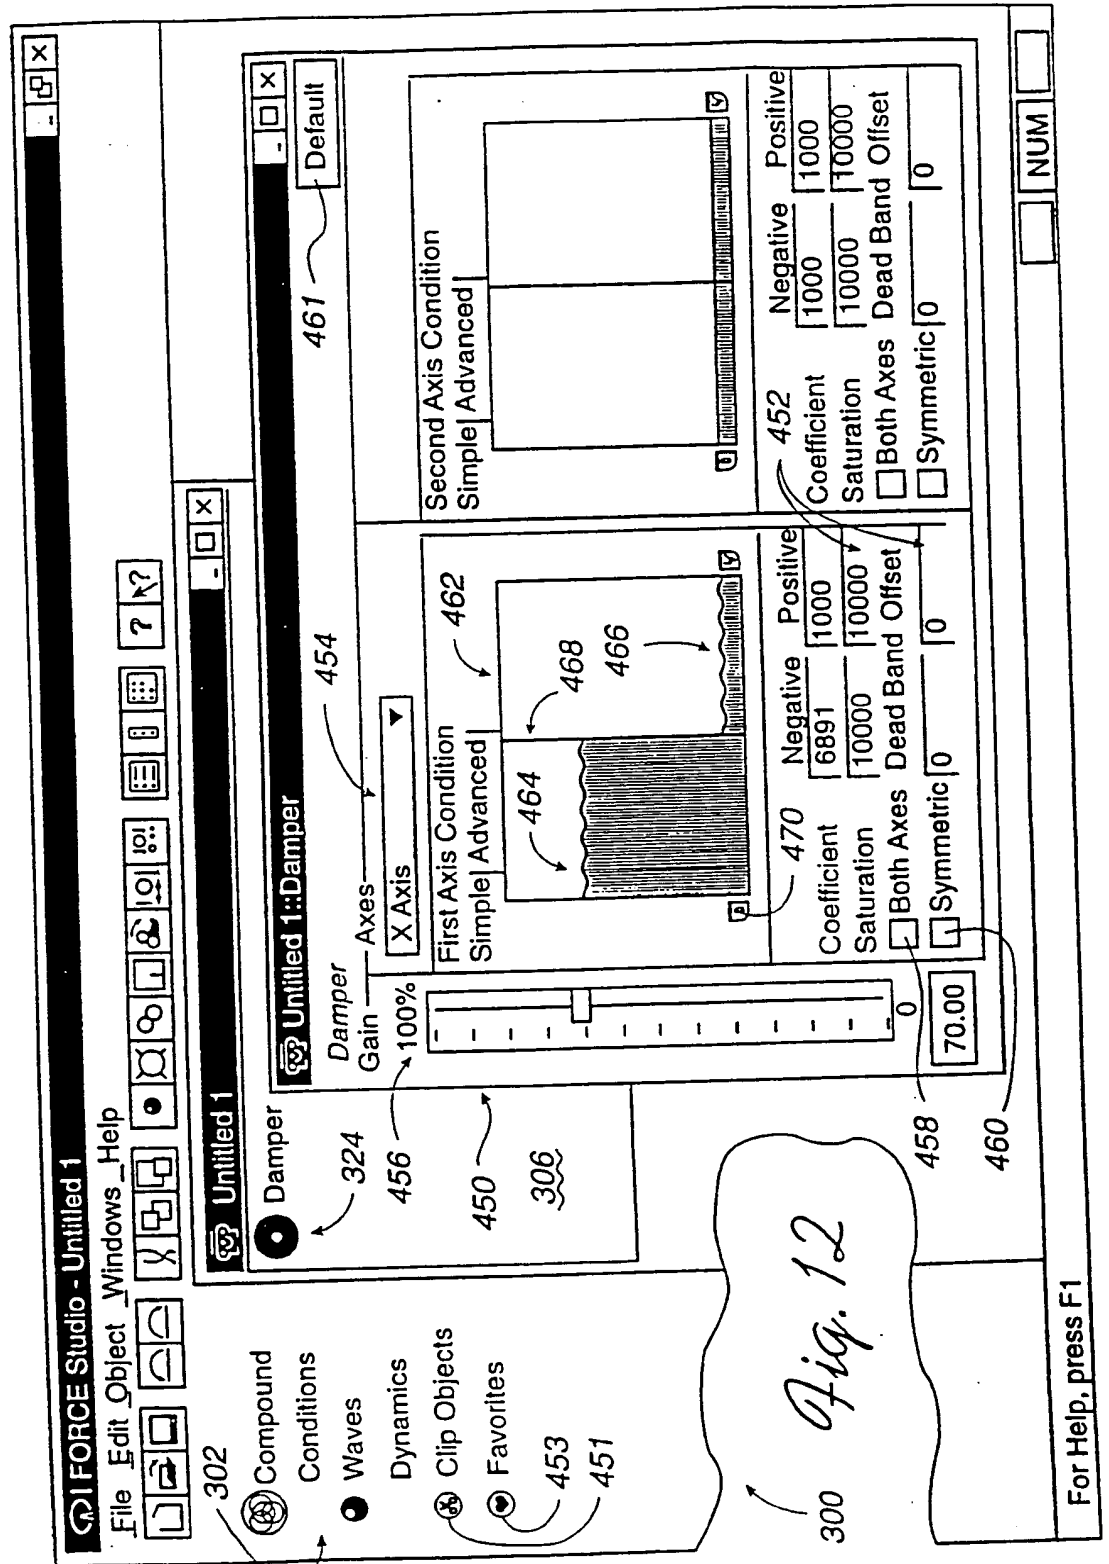 I FORCE Studio - Untitled 1
File Edit Object Windows Help
? ?
302
Compound
Conditions
Waves
Dynamics
Clip Objects
Favorites
453
451
300
Fig. 12
Untitled 1
Damper
324
456
450
306
Untitled 1::Damper
461
Default
Damper
Gain
100%
0
70.00
458
460
Axes
454
X Axis
First Axis Condition
Simple Advanced
462
464
468
466
470
Negative Positive
Coefficient 6891 1000
Saturation 10000 10000
Both Axes Dead Band Offset
Symmetric 0 0
452
Second Axis Condition
Simple Advanced
Negative Positive
Coefficient 1000 1000
Saturation 10000 10000
Both Axes Dead Band Offset
Symmetric 0 0
For Help, press F1
NUM